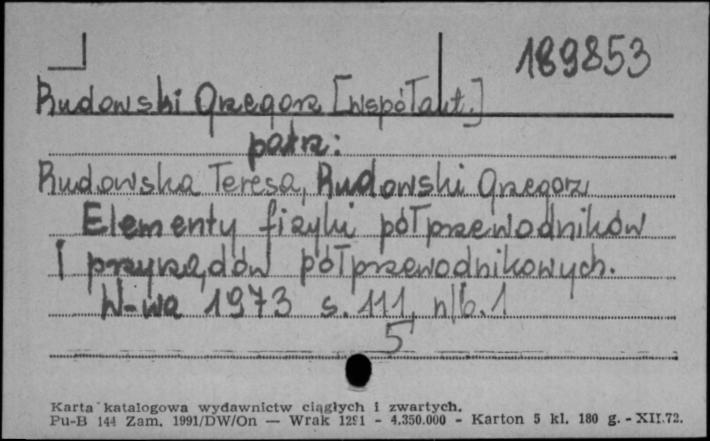 189853
Rudowski Grzegorz [współaut.]
patrz:
Rudowska Teresa, Rudowski Grzegorz
Elementy fizyki półprzewodników
i przyrządów półprzewodnikowych.
W-wa 1973 s. 111, nlb. 1
5
Karta katalogowa wydawnictw ciągłych i zwartych.
Pu-B 144 Zam. 1991/DW/On — Wrak 1291 - 4.350.000 - Karton 5 kl. 180 g. - XII.72.